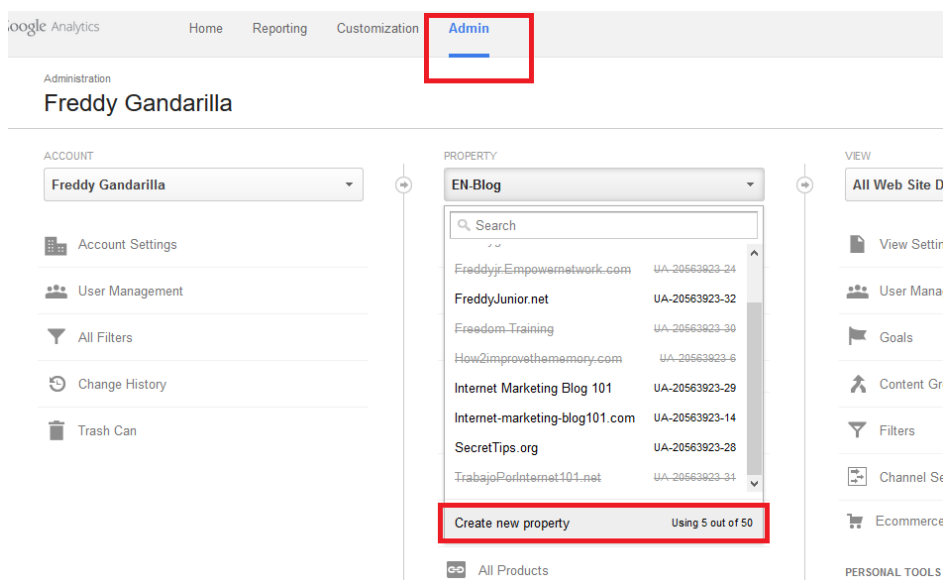 Google Analytics
Home
Reporting
Customization
Admin
Administration
Freddy Gandarilla
ACCOUNT
Freddy Gandarilla
Account Settings
User Management
All Filters
Change History
Trash Can
PROPERTY
EN-Blog
Search
Freddyjr.Empowernetwork.com UA-20563923-24
FreddyJunior.net UA-20563923-32
Freedom Training UA-20563923-30
How2improvethememory.com UA-20563923-6
Internet Marketing Blog 101 UA-20563923-29
Internet-marketing-blog101.com UA-20563923-14
SecretTips.org UA-20563923-28
TrabajoPorInternet101.net UA-20563923-31
Create new property Using 5 out of 50
All Products
VIEW
All Web Site D
View Settin
User Mana
Goals
Content Gr
Filters
Channel Se
Ecommerce
PERSONAL TOOLS